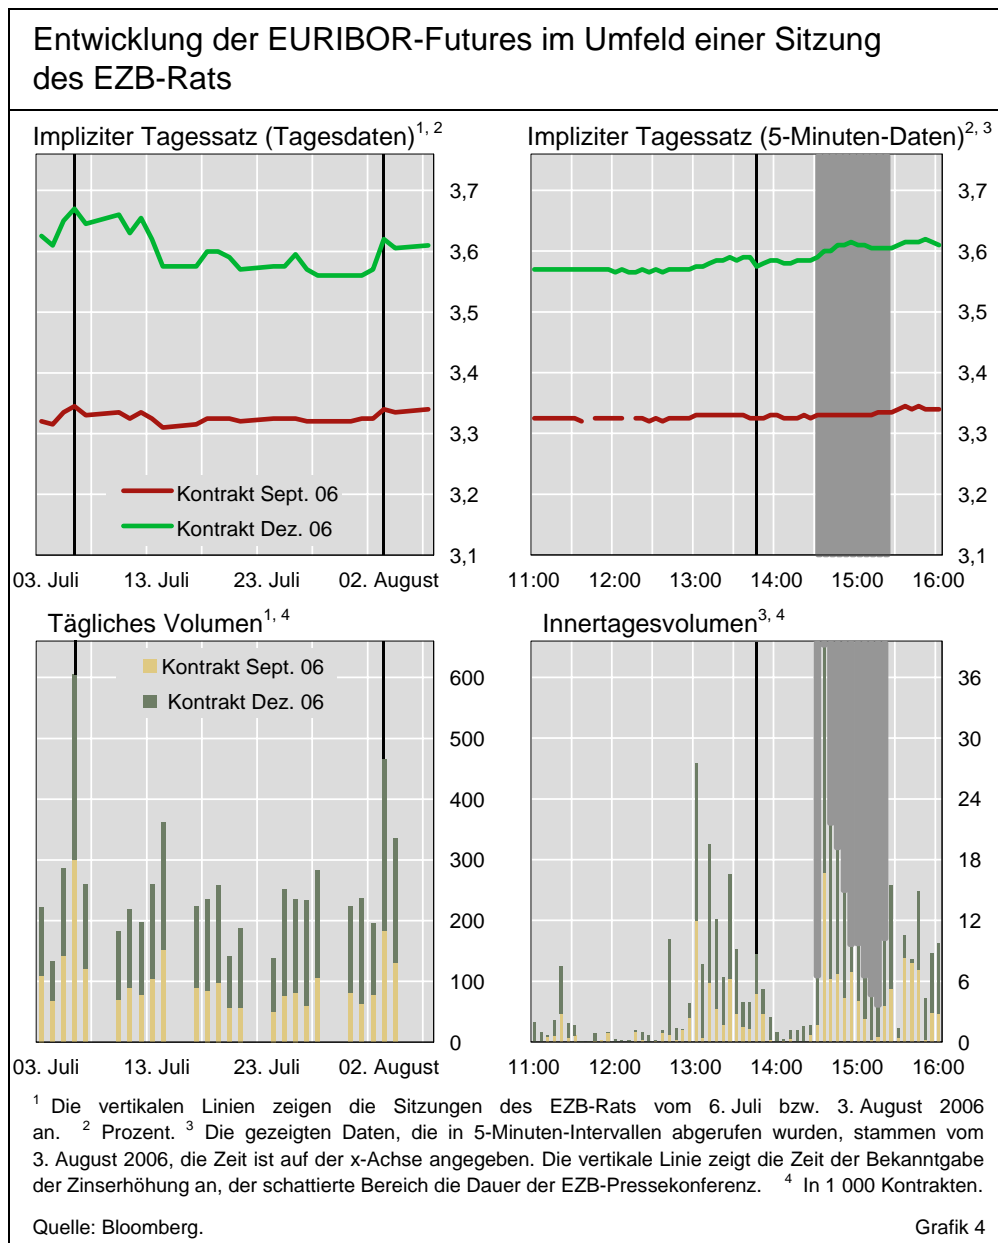 Entwicklung der EURIBOR-Futures im Umfeld einer Sitzung
des EZB-Rats
Impliziter Tagessatz (Tagesdaten)1, 2
3,7
3,6
3,5
3,4
3,3
3,2
3,1
Kontrakt Sept. 06
Kontrakt Dez. 06
03. Juli 13. Juli 23. Juli 02. August
Impliziter Tagessatz (5-Minuten-Daten)2, 3
3,7
3,6
3,5
3,4
3,3
3,2
3,1
11:00 12:00 13:00 14:00 15:00 16:00
Tägliches Volumen1, 4
Kontrakt Sept. 06
Kontrakt Dez. 06
600
500
400
300
200
100
0
03. Juli 13. Juli 23. Juli 02. August
Innertagesvolumen3, 4
36
30
24
18
12
6
0
11:00 12:00 13:00 14:00 15:00 16:00
1 Die vertikalen Linien zeigen die Sitzungen des EZB-Rats vom 6. Juli bzw. 3. August 2006
an. 2 Prozent. 3 Die gezeigten Daten, die in 5-Minuten-Intervallen abgerufen wurden, stammen vom
3. August 2006, die Zeit ist auf der x-Achse angegeben. Die vertikale Linie zeigt die Zeit der Bekanntgabe
der Zinserhöhung an, der schattierte Bereich die Dauer der EZB-Pressekonferenz. 4 In 1 000 Kontrakten.
Quelle: Bloomberg. Grafik 4